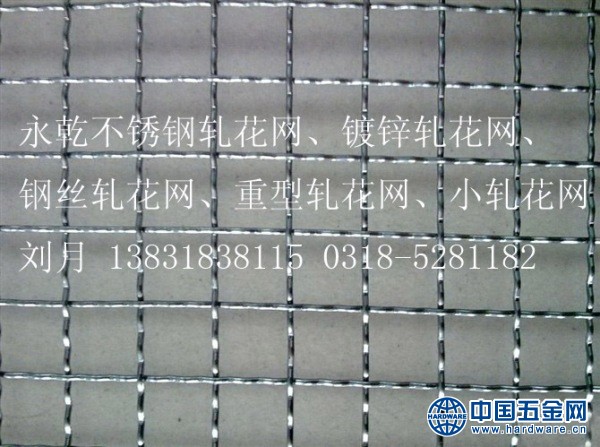 永乾不锈钢轧花网、镀锌轧花网、
钢丝轧花网、重型轧花网、小轧花网
刘月 13831838115 0318-5281182
中国五金网
www.hardware.com.cn